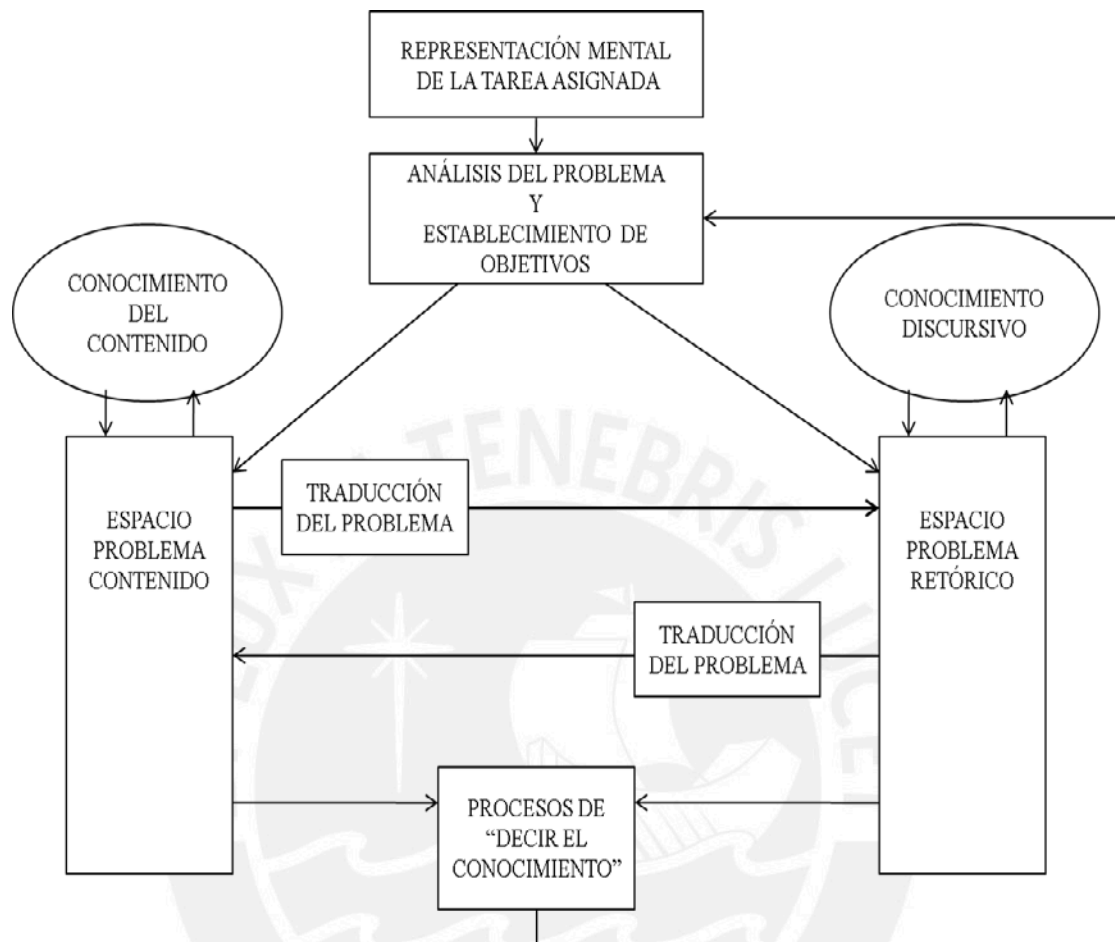 REPRESENTACIÓN MENTAL
DE LA TAREA ASIGNADA
ANÁLISIS DEL PROBLEMA
Y
ESTABLECIMIENTO DE
OBJETIVOS
CONOCIMIENTO
DEL
CONTENIDO
CONOCIMIENTO
DISCURSIVO
ESPACIO
PROBLEMA
CONTENIDO
TRADUCCIÓN
DEL PROBLEMA
ESPACIO
PROBLEMA
RETÓRICO
TRADUCCIÓN
DEL PROBLEMA
PROCESOS DE
“DECIR EL
CONOCIMIENTO”
TENEBRIS